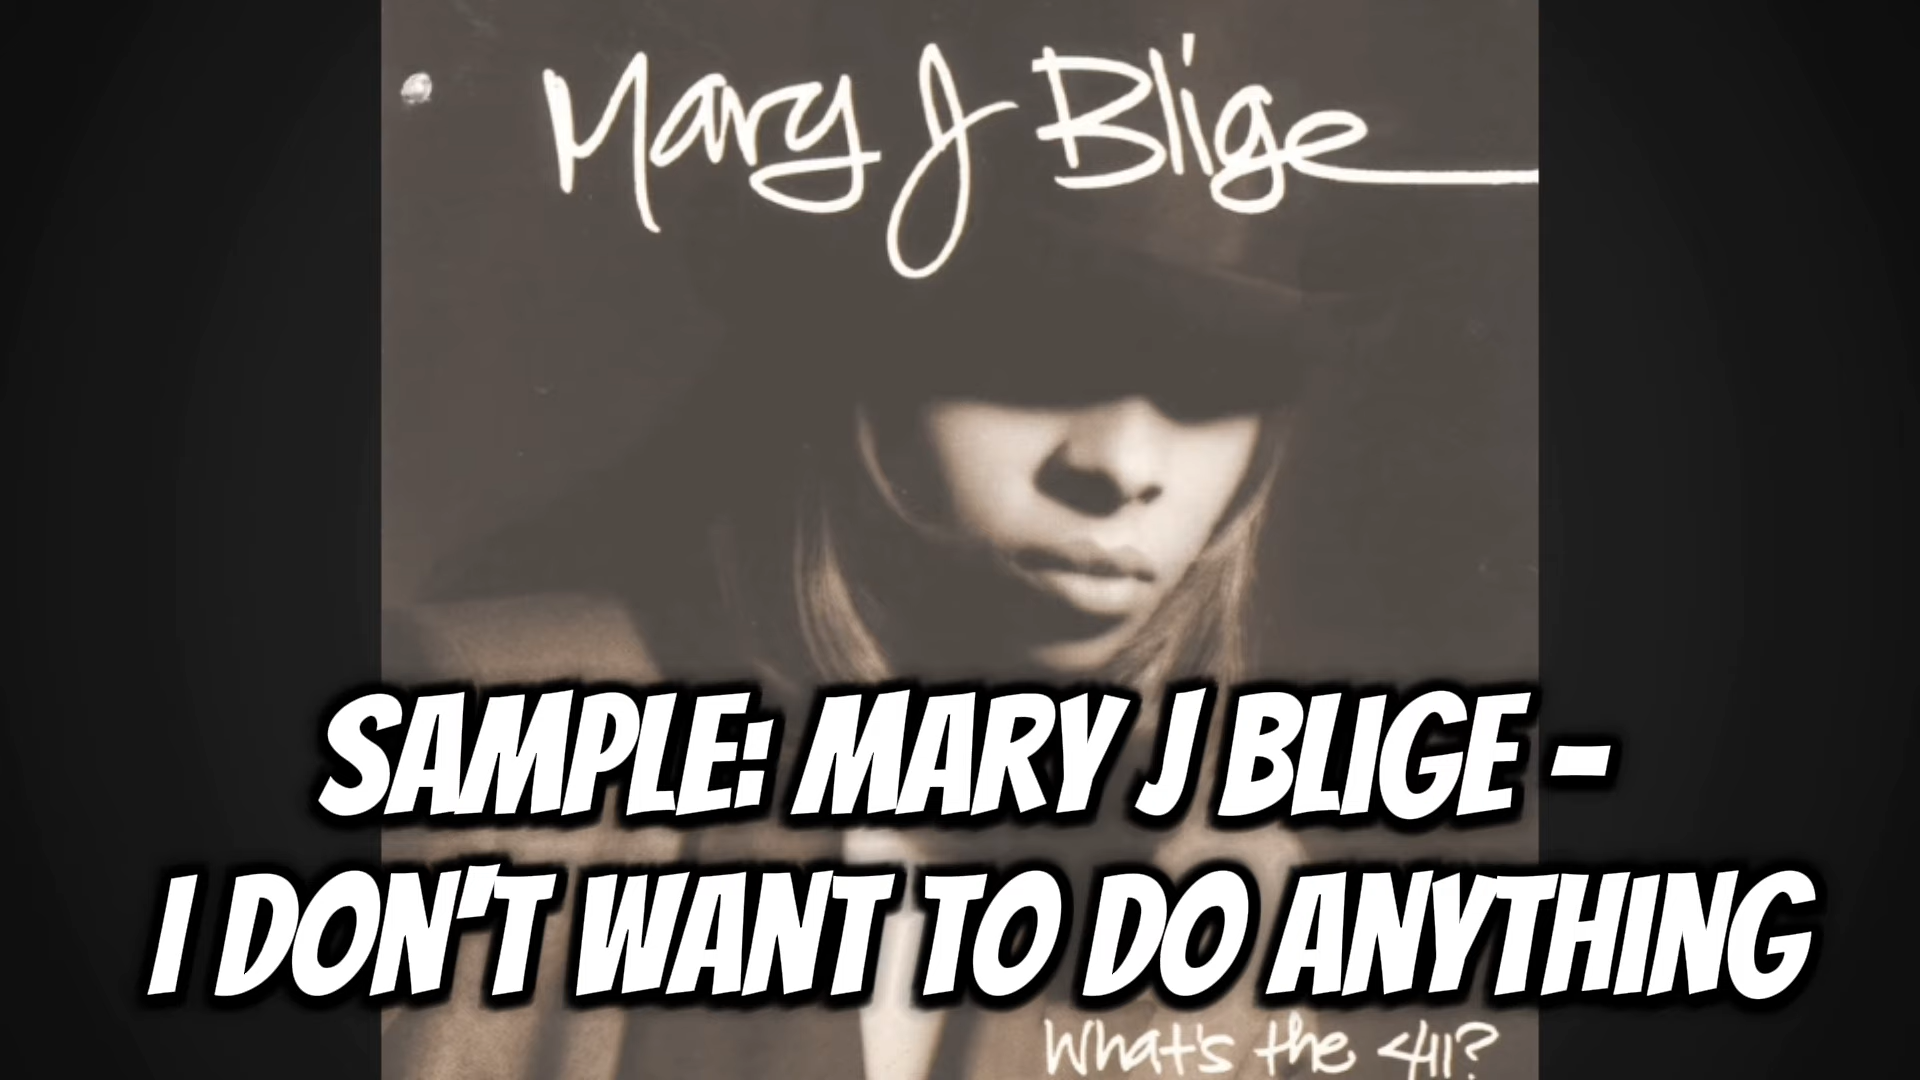 Mary J Blige
SAMPLE: MARY J BLIGE -
I DON'T WANT TO DO ANYTHING
What's the 411?